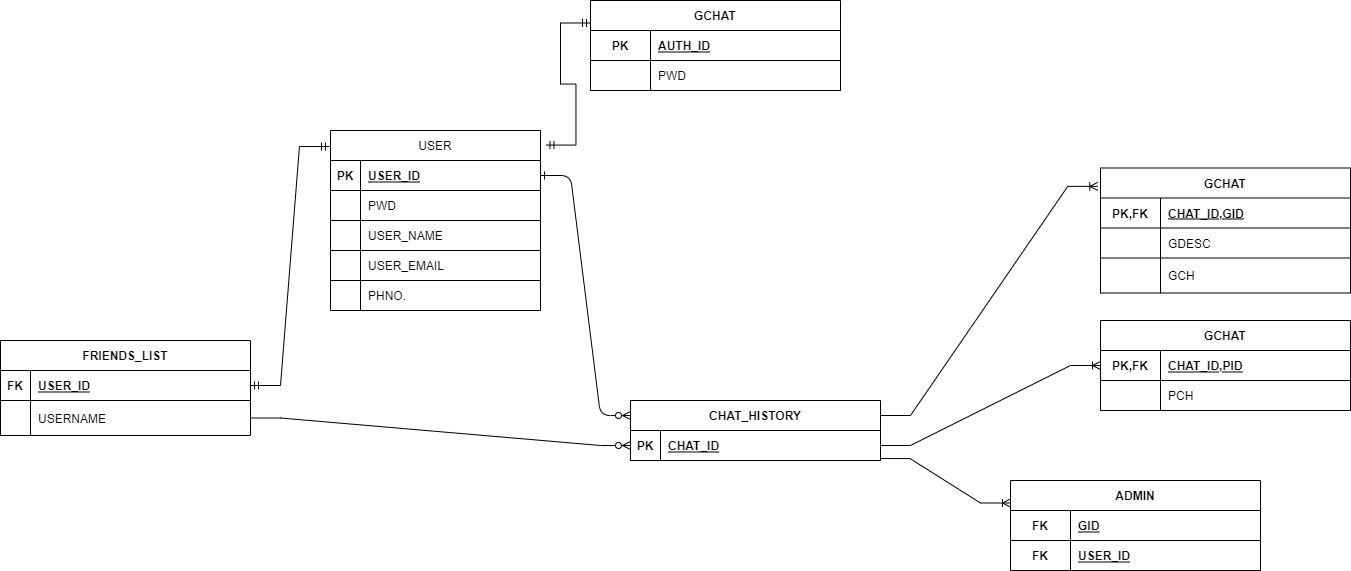 GCHAT
PK AUTH_ID
PWD
USER
PK USER_ID
PWD
USER_NAME
USER_EMAIL
PHNO.
FRIENDS_LIST
FK USER_ID
USERNAME
CHAT_HISTORY
PK CHAT_ID
GCHAT
PK,FK CHAT_ID,GID
GDESC
GCH
GCHAT
PK,FK CHAT_ID,PID
PCH
ADMIN
FK GID
FK USER_ID